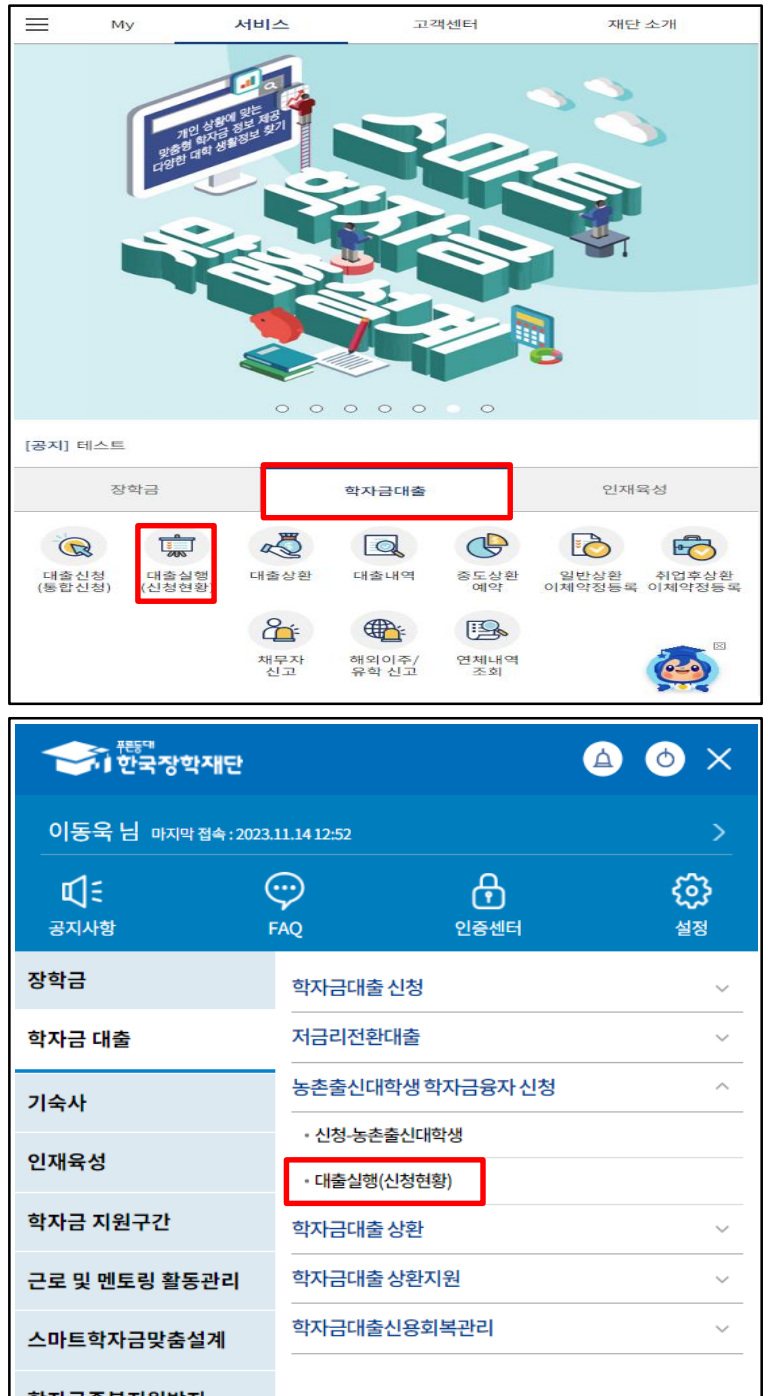 My 서비스 고객센터 재단 소개
개인 상황에 맞는
맞춤형 학자금 정보 제공
다양한 대학 생활정보 찾기
스마트
학자금
맞춤설계
[공지] 테스트
장학금 학자금대출 인재육성
대출신청
(통합신청)
대출실행
(신청현황)
대출상환
대출내역
중도상환
예약
일반상환
이체약정등록
취업후상환
이체약정등록
채무자
신고
해외이주/
유학 신고
연체내역
조회
푸른등대
한국장학재단
이동욱 님 마지막 접속 : 2023.11.14 12:52
공지사항 FAQ 인증센터 설정
장학금
학자금 대출
기숙사
인재육성
학자금 지원구간
근로 및 멘토링 활동관리
스마트학자금맞춤설계
학자금대출 신청
저금리전환대출
농촌출신대학생 학자금융자 신청
• 신청-농촌출신대학생
• 대출실행(신청현황)
학자금대출 상환
학자금대출 상환지원
학자금대출신용회복관리